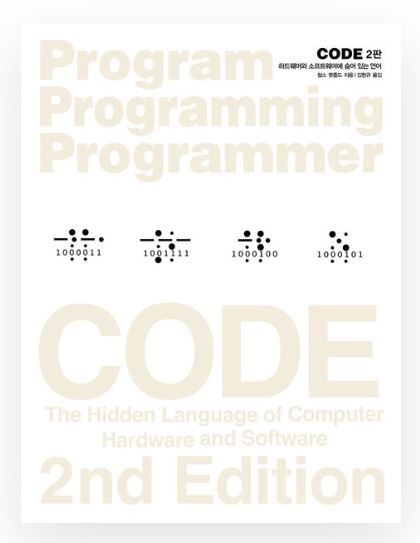 Program
Programming
Programmer
CODE 2판
하드웨어와 소프트웨어에 숨어 있는 언어
찰스 펫졸드 지음 | 김현규 옮김
1000011 1001111 1000100 1000101
CODE
The Hidden Language of Computer
Hardware and Software
2nd Edition